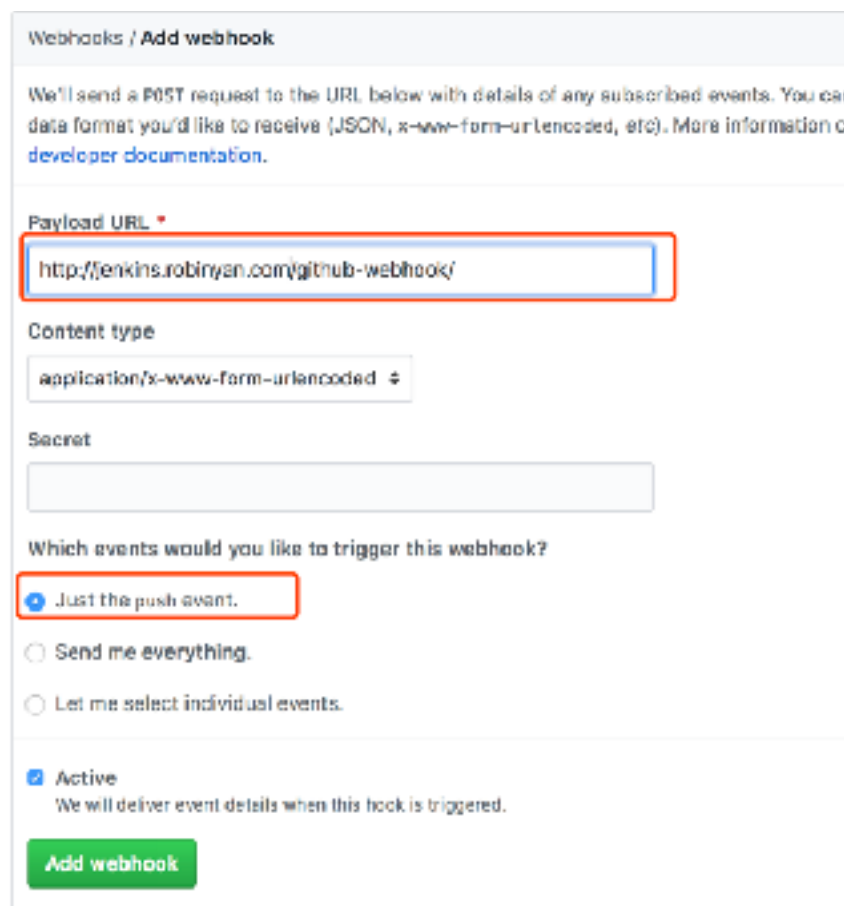 Webhooks / Add webhook
We'll send a POST request to the URL below with details of any subscribed events. You can
data format you'd like to receive (JSON, x-www-form-urlencoded, etc). More information
developer documentation.
Payload URL *
http://jenkins.robinyan.com/github-webhook/
Content type
application/x-www-form-urlencoded
Secret
Which events would you like to trigger this webhook?
Just the push event.
Send me everything.
Let me select individual events.
Active
We will deliver event details when this hook is triggered.
Add webhook